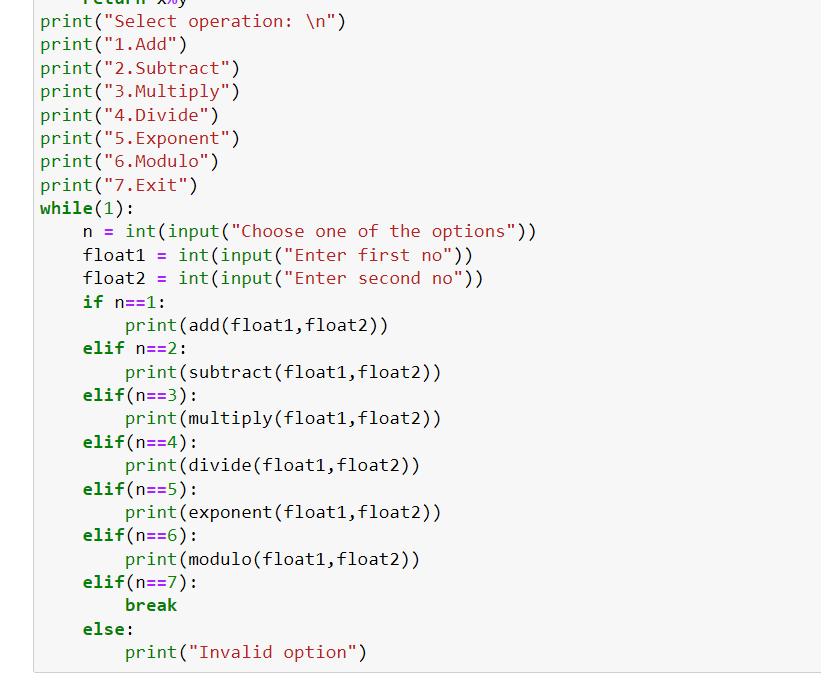 return x%y
print("Select operation: \n")
print("1.Add")
print("2.Subtract")
print("3.Multiply")
print("4.Divide")
print("5.Exponent")
print("6.Modulo")
print("7.Exit")
while(1):
    n = int(input("Choose one of the options"))
    float1 = int(input("Enter first no"))
    float2 = int(input("Enter second no"))
    if n==1:
        print(add(float1,float2))
    elif n==2:
        print(subtract(float1,float2))
    elif(n==3):
        print(multiply(float1,float2))
    elif(n==4):
        print(divide(float1,float2))
    elif(n==5):
        print(exponent(float1,float2))
    elif(n==6):
        print(modulo(float1,float2))
    elif(n==7):
        break
    else:
        print("Invalid option")